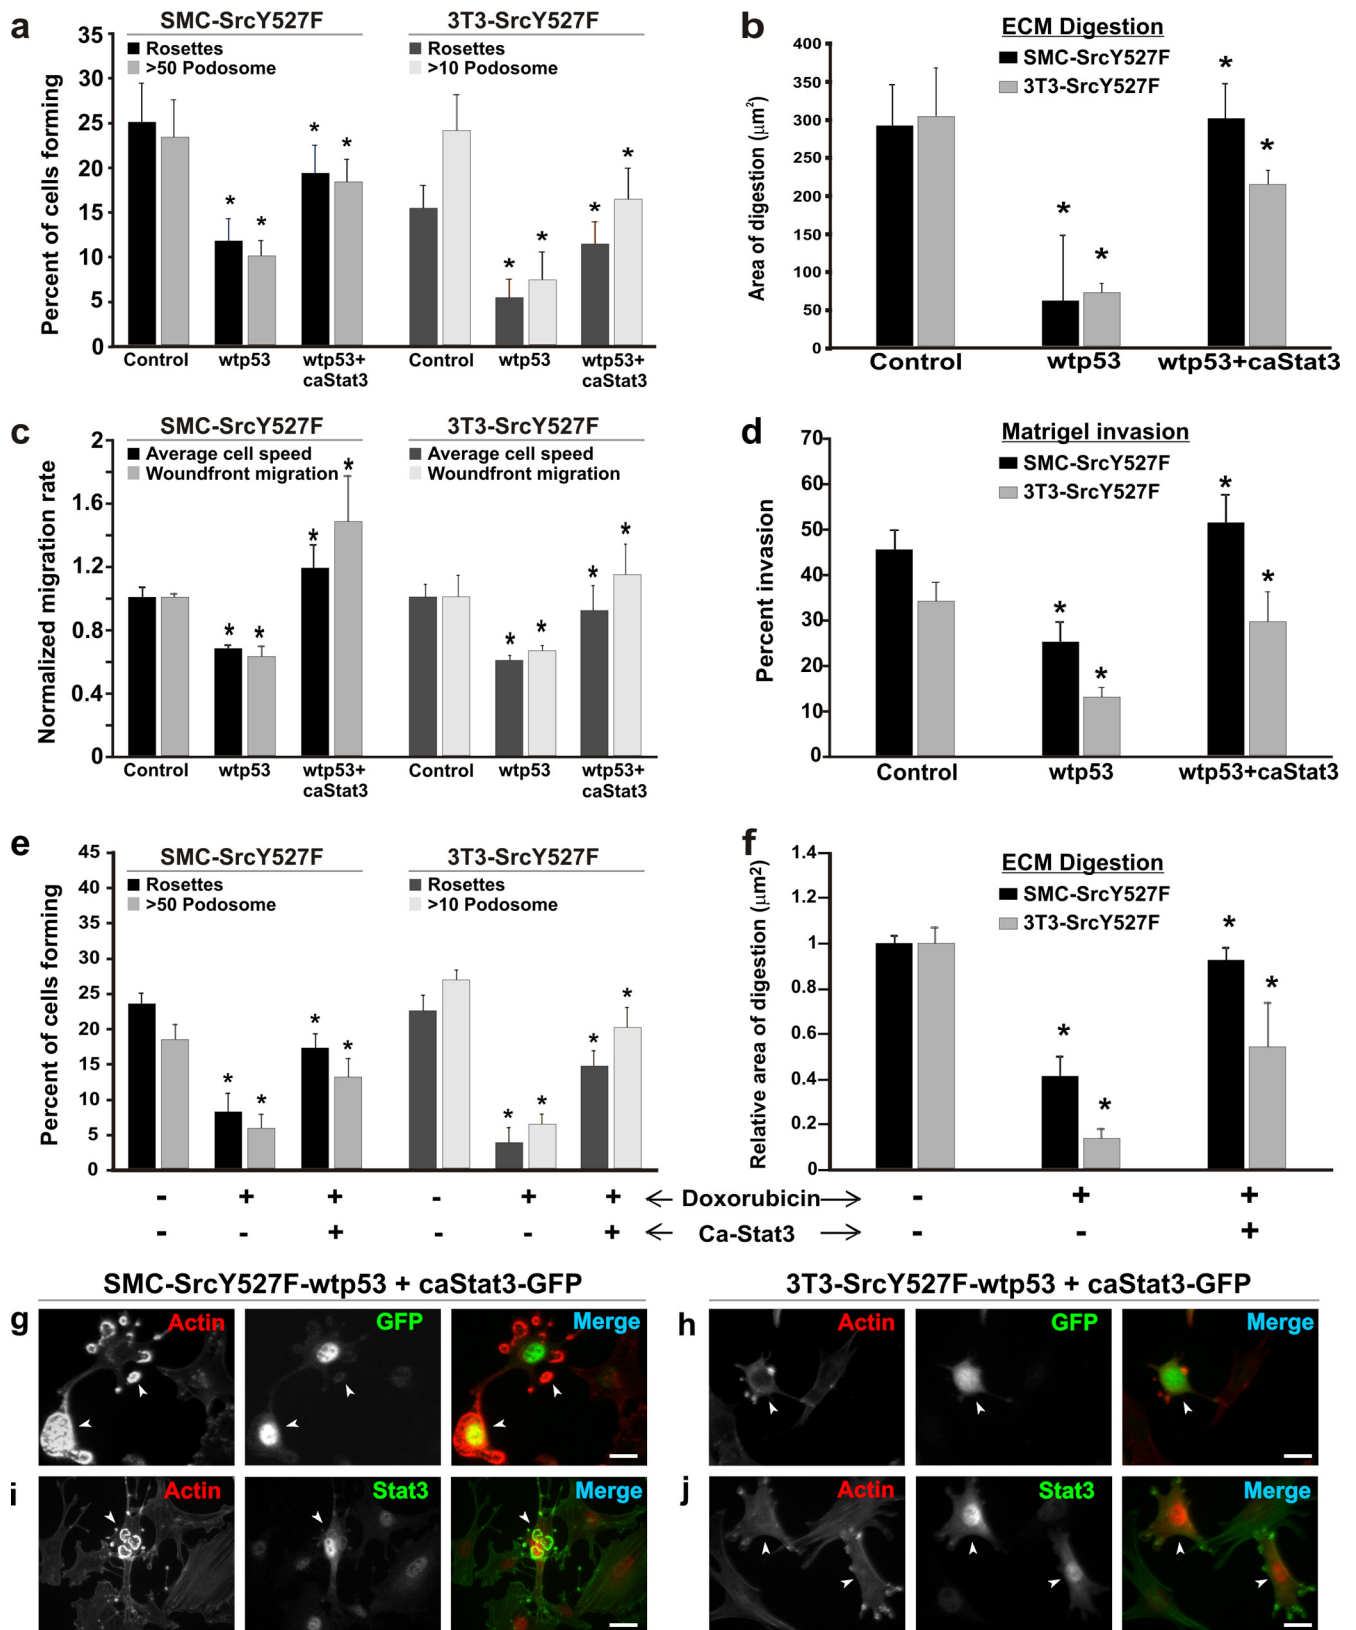 a
SMC-SrcY527F
3T3-SrcY527F
Rosettes
>50 Podosome
Rosettes
>10 Podosome
Percent of cells forming
35
30
25
20
15
10
5
0
* * * * * * * *
Control wtp53 wtp53+ caStat3 Control wtp53 wtp53+ caStat3
b
ECM Digestion
SMC-SrcY527F
3T3-SrcY527F
Area of digestion (μm²)
400
350
300
250
200
150
100
50
0
* * * *
Control wtp53 wtp53+caStat3
c
SMC-SrcY527F
3T3-SrcY527F
Average cell speed
Woundfront migration
Average cell speed
Woundfront migration
Normalized migration rate
2
1.6
1.2
0.8
0.4
0
* * * * * * * *
Control wtp53 wtp53+ caStat3 Control wtp53 wtp53+ caStat3
d
Matrigel invasion
SMC-SrcY527F
3T3-SrcY527F
Percent invasion
70
60
50
40
30
20
10
0
* * * *
Control wtp53 wtp53+caStat3
e
SMC-SrcY527F
3T3-SrcY527F
Rosettes
>50 Podosome
Rosettes
>10 Podosome
Percent of cells forming
45
40
35
30
25
20
15
10
5
0
* * * * * * * *
f
ECM Digestion
SMC-SrcY527F
3T3-SrcY527F
Relative area of digestion (μm2)
1.4
1.2
1
0.8
0.6
0.4
0.2
0
* * * *
- + + - + + ← Doxorubicin → - + +
- - + - - + ← Ca-Stat3 → - - +
SMC-SrcY527F-wtp53 + caStat3-GFP
3T3-SrcY527F-wtp53 + caStat3-GFP
g
Actin
GFP
Merge
h
Actin
GFP
Merge
i
Actin
Stat3
Merge
j
Actin
Stat3
Merge